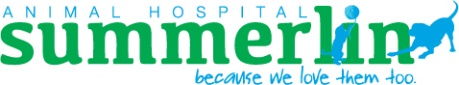 ANIMAL HOSPITAL
summerlin
because we love them too.